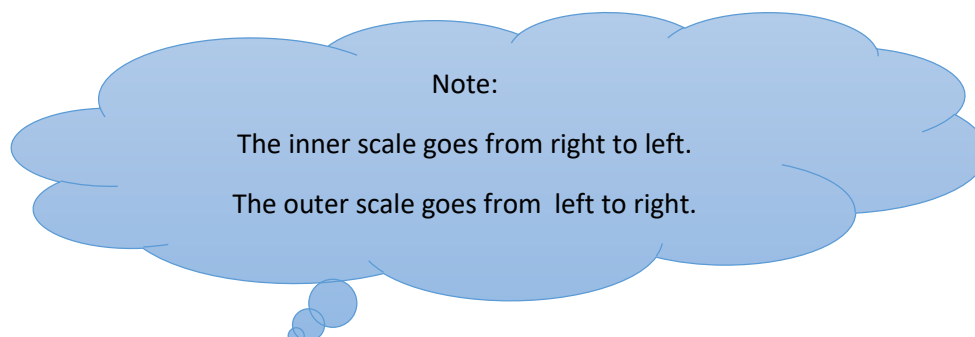 Note:
The inner scale goes from right to left.
The outer scale goes from  left to right.